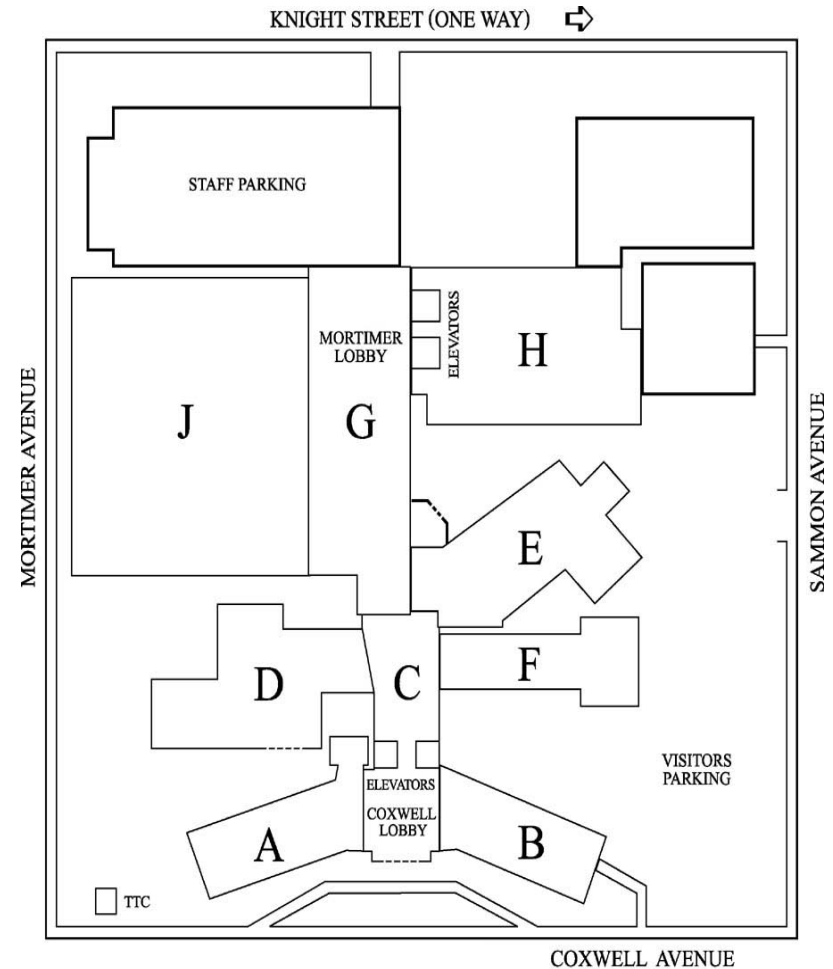 KNIGHT STREET (ONE WAY)
STAFF PARKING
MORTIMER
LOBBY
ELEVATORS
H
J
G
MORTIMER AVENUE
SAMMON AVENUE
E
D
C
F
VISITORS
PARKING
ELEVATORS
COXWELL
LOBBY
A
B
TTC
COXWELL AVENUE